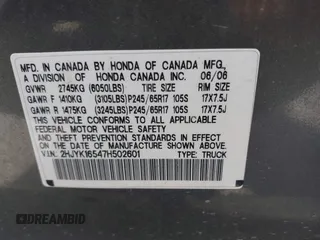 MFD. IN CANADA BY HONDA OF CANADA MFG.
A DIVISION OF HONDA CANADA INC. 06/06
GVWR 2745KG (6050LBS) TIRE SIZE RIM SIZE
GAWR F 1410KG (3105LBS) P245/65R17 105S 17X7.5J
GAWR R 1475KG (3245LBS) P245/65R17 105S 17X7.5J
THIS VEHICLE CONFORMS TO ALL APPLICABLE
FEDERAL MOTOR VEHICLE SAFETY STANDARDS
IN EFFECT ON THE DATE OF MANUFACTURE
SHOWN ABOVE.
V.I.N.: 2HJYK16547H502601 TYPE: TRUCK
DREAMBID